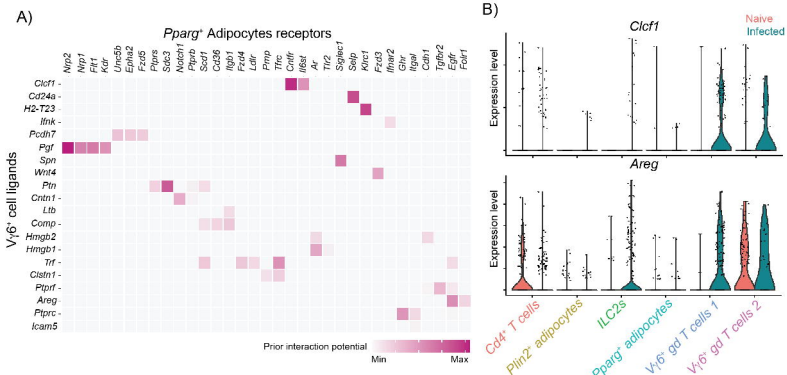 A)
Pparg+ Adipocytes receptors
Nrp2 Nrp1 Flt1 Kdr Unc5b Epha2 Fzd5 Ptprs Sdc3 Notch1 Ptprb Scd1 Cd36 Itgb1 Fzd4 Ldlr Prnp Tfrc Cntfr Il6st Ar Tlr2 Siglec1 Selp Klrc1 Fzd3 Ifnar2 Ghr Itgal Cdh1 Tgfbr2 Egfr Folr1
Vγ6+ cell ligands
Clcf1
Cd24a
H2-T23
Ifnk
Pcdh7
Pgf
Spn
Wnt4
Ptn
Cntn1
Ltb
Comp
Hmgb2
Hmgb1
Trf
Clstn1
Ptprf
Areg
Ptprc
Icam5
Prior interaction potential
Min Max
B)
Naive
Infected
Clcf1
Expression level
Areg
Expression level
Cd4+ T cells
Plin2+ adipocytes
ILC2s
Pparg+ adipocytes
Vγ6+ gd T cells 1
Vγ6+ gd T cells 2